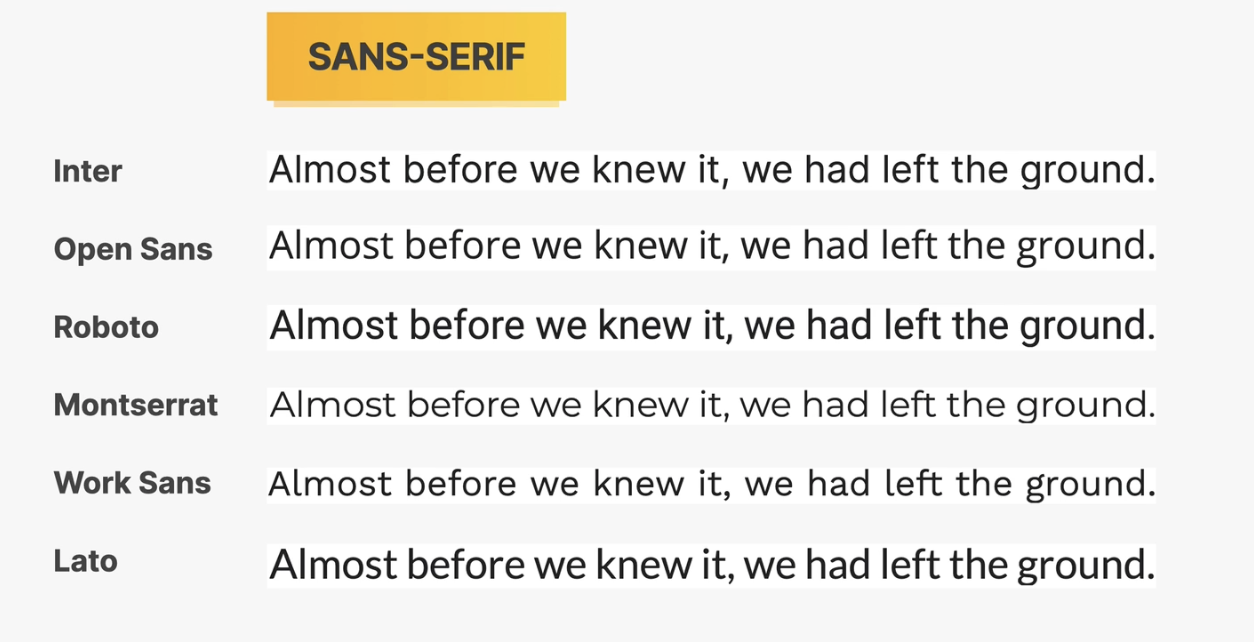 SANS-SERIF
Inter Almost before we knew it, we had left the ground.
Open Sans Almost before we knew it, we had left the ground.
Roboto Almost before we knew it, we had left the ground.
Montserrat Almost before we knew it, we had left the ground.
Work Sans Almost before we knew it, we had left the ground.
Lato Almost before we knew it, we had left the ground.